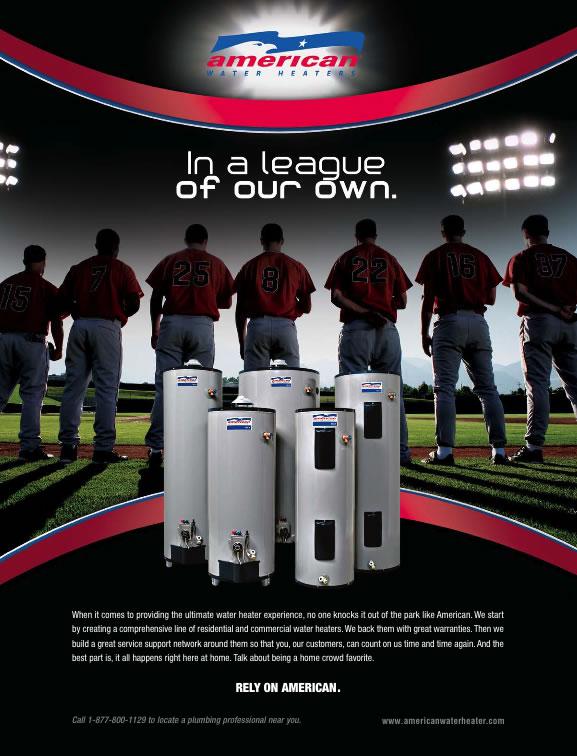 american
WATER HEATERS
In a league
of our own.
15 7 25 8 22 16 37
When it comes to providing the ultimate water heater experience, no one knocks it out of the park like American. We start
by creating a comprehensive line of residential and commercial water heaters. We back them with great warranties. Then we
build a great service support network around them so that you, our customers, can count on us time and time again. And the
best part is, it all happens right here at home. Talk about being a home crowd favorite.
RELY ON AMERICAN.
Call 1-877-800-1129 to locate a plumbing professional near you.
www.americanwaterheater.com